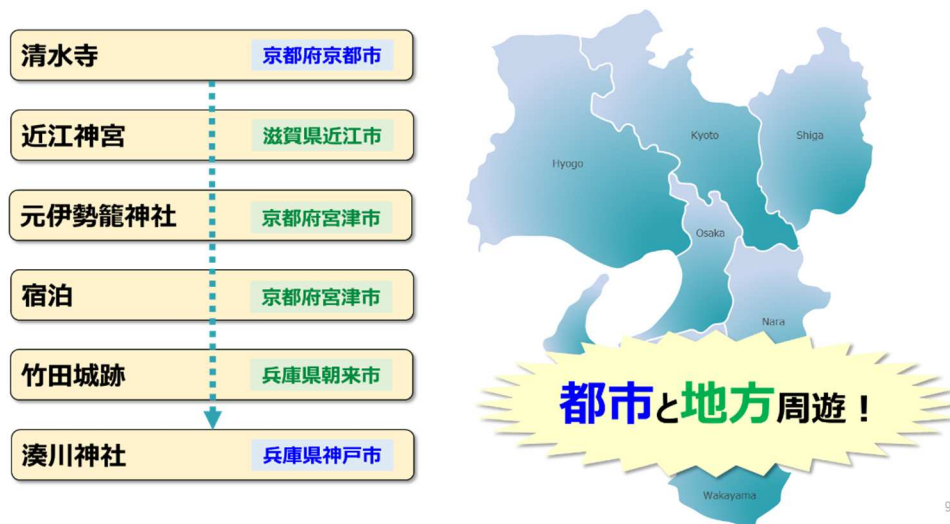 清水寺 京都府京都市
近江神宮 滋賀県近江市
元伊勢籠神社 京都府宮津市
宿泊 京都府宮津市
竹田城跡 兵庫県朝来市
湊川神社 兵庫県神戸市
Kyoto
Shiga
Hyogo
Osaka
Nara
都市と地方周遊！
Wakayama
9